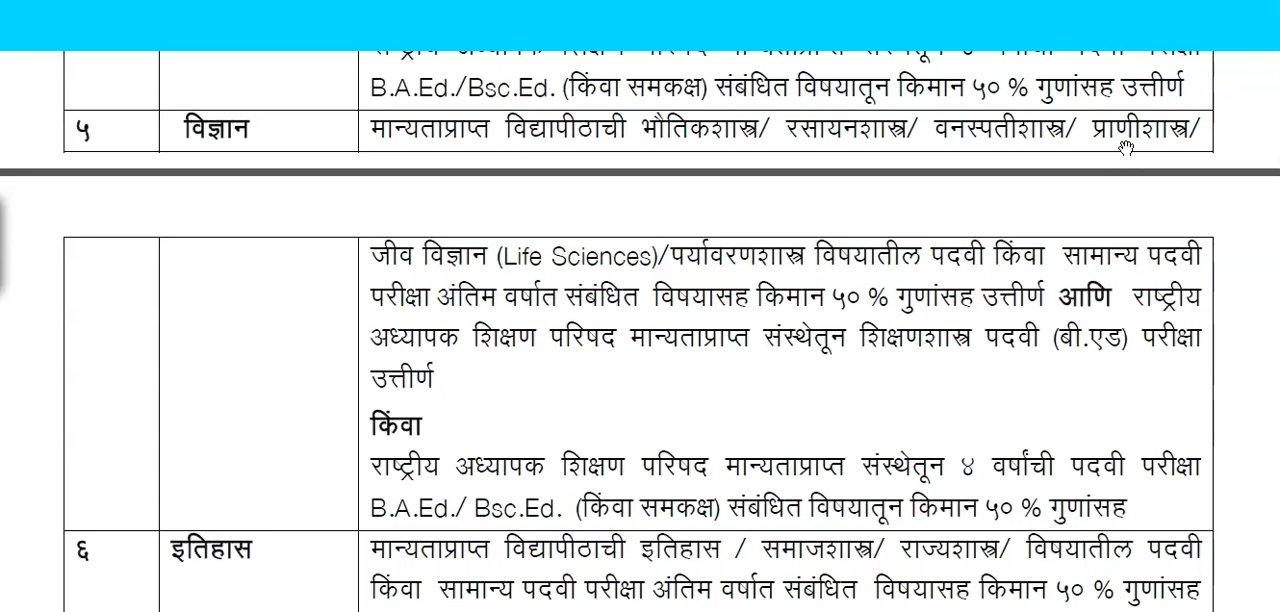 B.A.Ed./Bsc.Ed. (किंवा समकक्ष) संबंधित विषयातून किमान ५० % गुणांसह उत्तीर्ण
५ विज्ञान मान्यताप्राप्त विद्यापीठाची भौतिकशास्त्र/ रसायनशास्त्र/ वनस्पतीशास्त्र/ प्राणीशास्त्र/
जीव विज्ञान (Life Sciences)/पर्यावरणशास्त्र विषयातील पदवी किंवा सामान्य पदवी
परीक्षा अंतिम वर्षात संबंधित विषयासह किमान ५० % गुणांसह उत्तीर्ण आणि राष्ट्रीय
अध्यापक शिक्षण परिषद मान्यताप्राप्त संस्थेतून शिक्षणशास्त्र पदवी (बी.एड) परीक्षा
उत्तीर्ण
किंवा
राष्ट्रीय अध्यापक शिक्षण परिषद मान्यताप्राप्त संस्थेतून ४ वर्षांची पदवी परीक्षा
B.A.Ed./ Bsc.Ed. (किंवा समकक्ष) संबंधित विषयातून किमान ५० % गुणांसह
६ इतिहास मान्यताप्राप्त विद्यापीठाची इतिहास / समाजशास्त्र/ राज्यशास्त्र/ विषयातील पदवी
किंवा सामान्य पदवी परीक्षा अंतिम वर्षात संबंधित विषयासह किमान ५० % गुणांसह